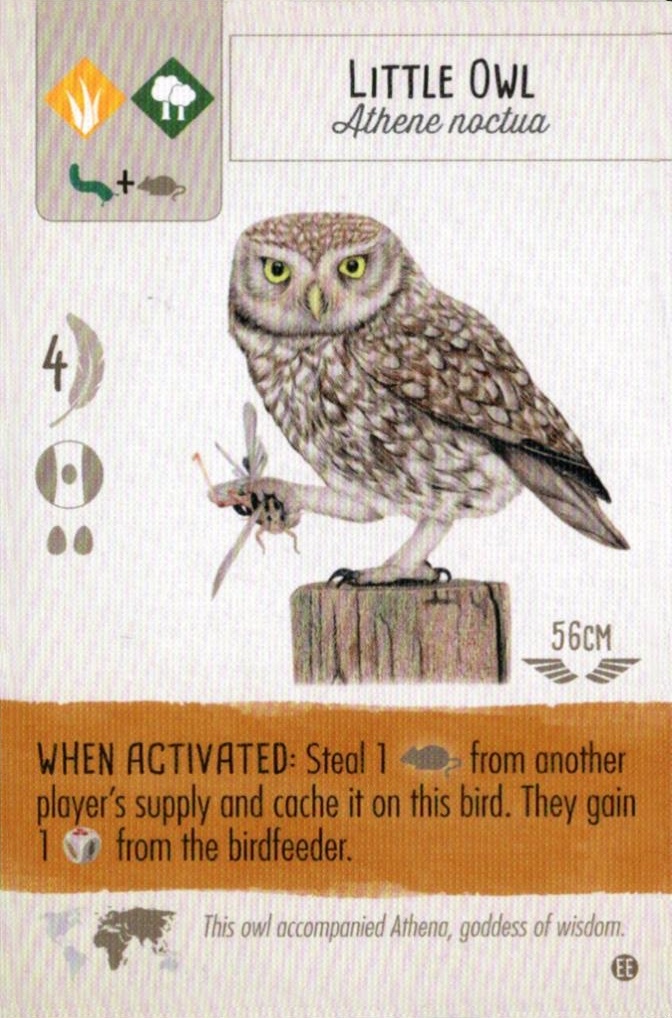 LITTLE OWL
Athene noctua
+
4
56CM
WHEN ACTIVATED: Steal 1 from another
player's supply and cache it on this bird. They gain
1 from the birdfeeder.
This owl accompanied Athena, goddess of wisdom.
EE